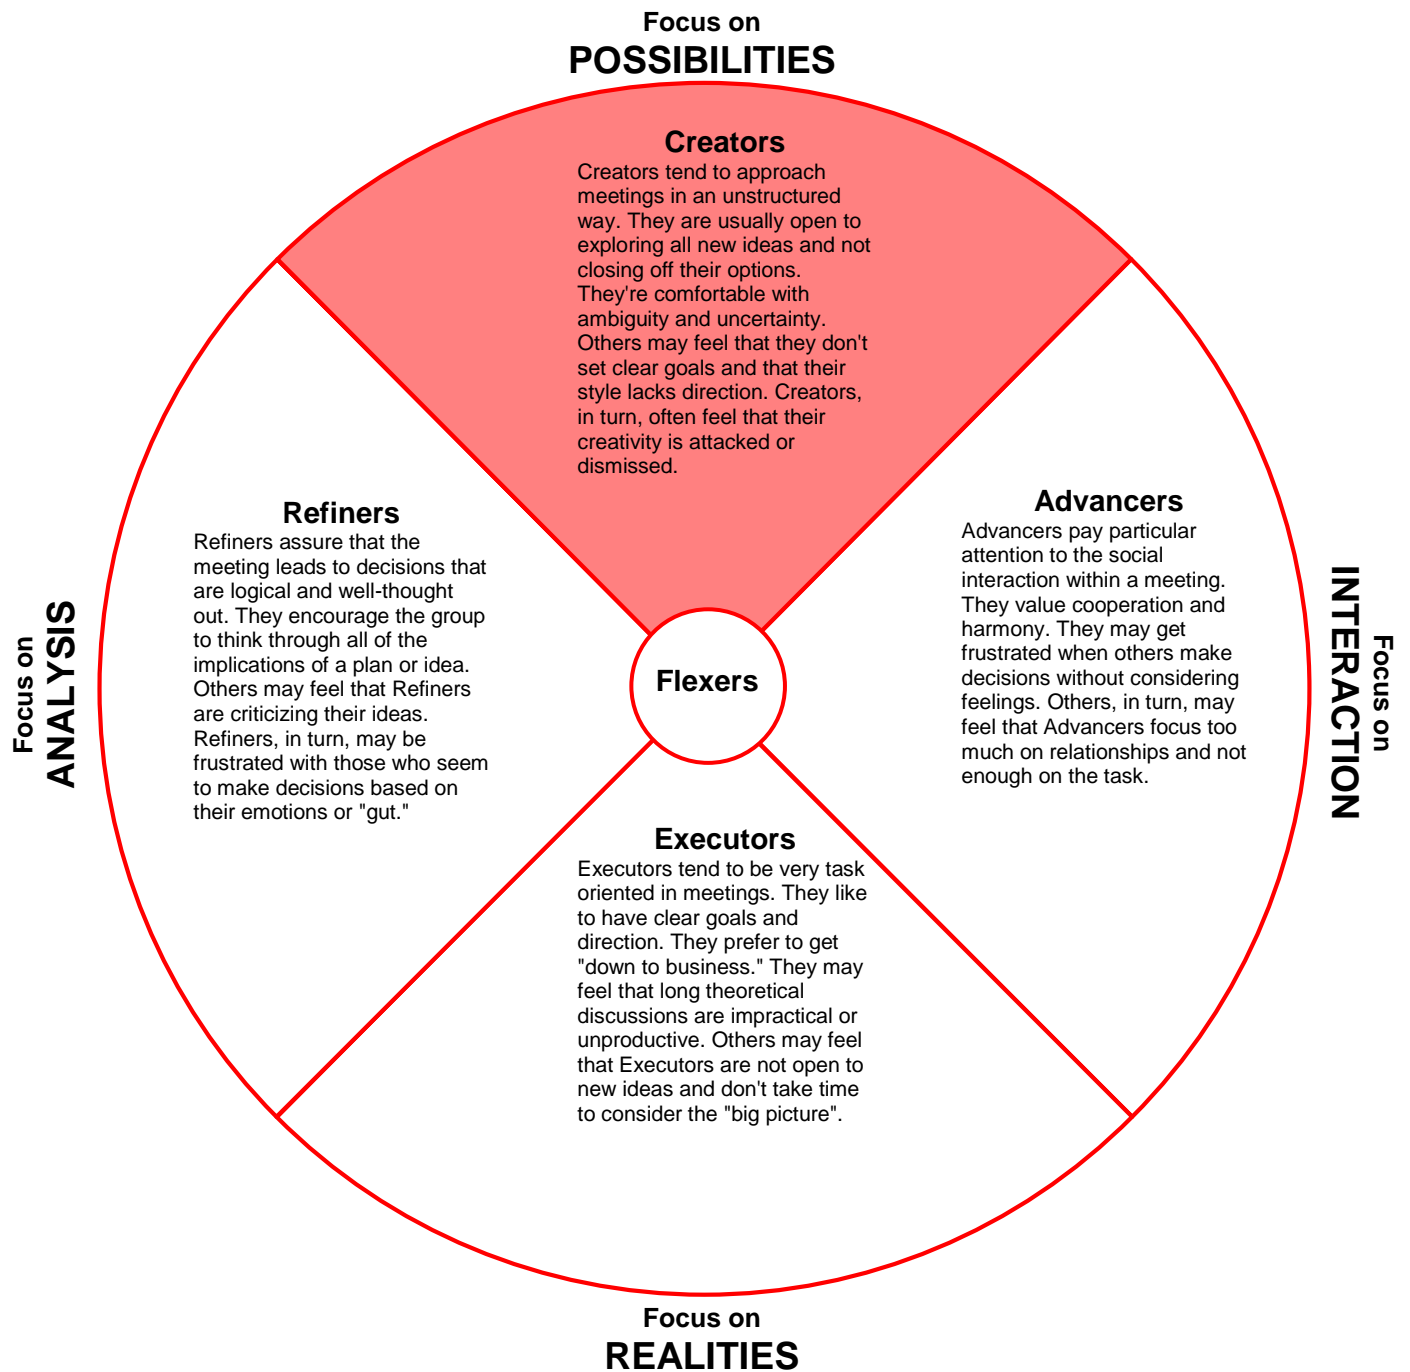 Focus on
POSSIBILITIES
Creators
Creators tend to approach
meetings in an unstructured
way. They are usually open to
exploring all new ideas and not
closing off their options.
They're comfortable with
ambiguity and uncertainty.
Others may feel that they don't
set clear goals and that their
style lacks direction. Creators,
in turn, often feel that their
creativity is attacked or
dismissed.
Focus on
ANALYSIS
Refiners
Refiners assure that the
meeting leads to decisions that
are logical and well-thought
out. They encourage the group
to think through all of the
implications of a plan or idea.
Others may feel that Refiners
are criticizing their ideas.
Refiners, in turn, may be
frustrated with those who seem
to make decisions based on
their emotions or "gut."
Flexers
Advancers
Advancers pay particular
attention to the social
interaction within a meeting.
They value cooperation and
harmony. They may get
frustrated when others make
decisions without considering
feelings. Others, in turn, may
feel that Advancers focus too
much on relationships and not
enough on the task.
Focus on
INTERACTION
Executors
Executors tend to be very task
oriented in meetings. They like
to have clear goals and
direction. They prefer to get
"down to business." They may
feel that long theoretical
discussions are impractical or
unproductive. Others may feel
that Executors are not open to
new ideas and don't take time
to consider the "big picture".
Focus on
REALITIES